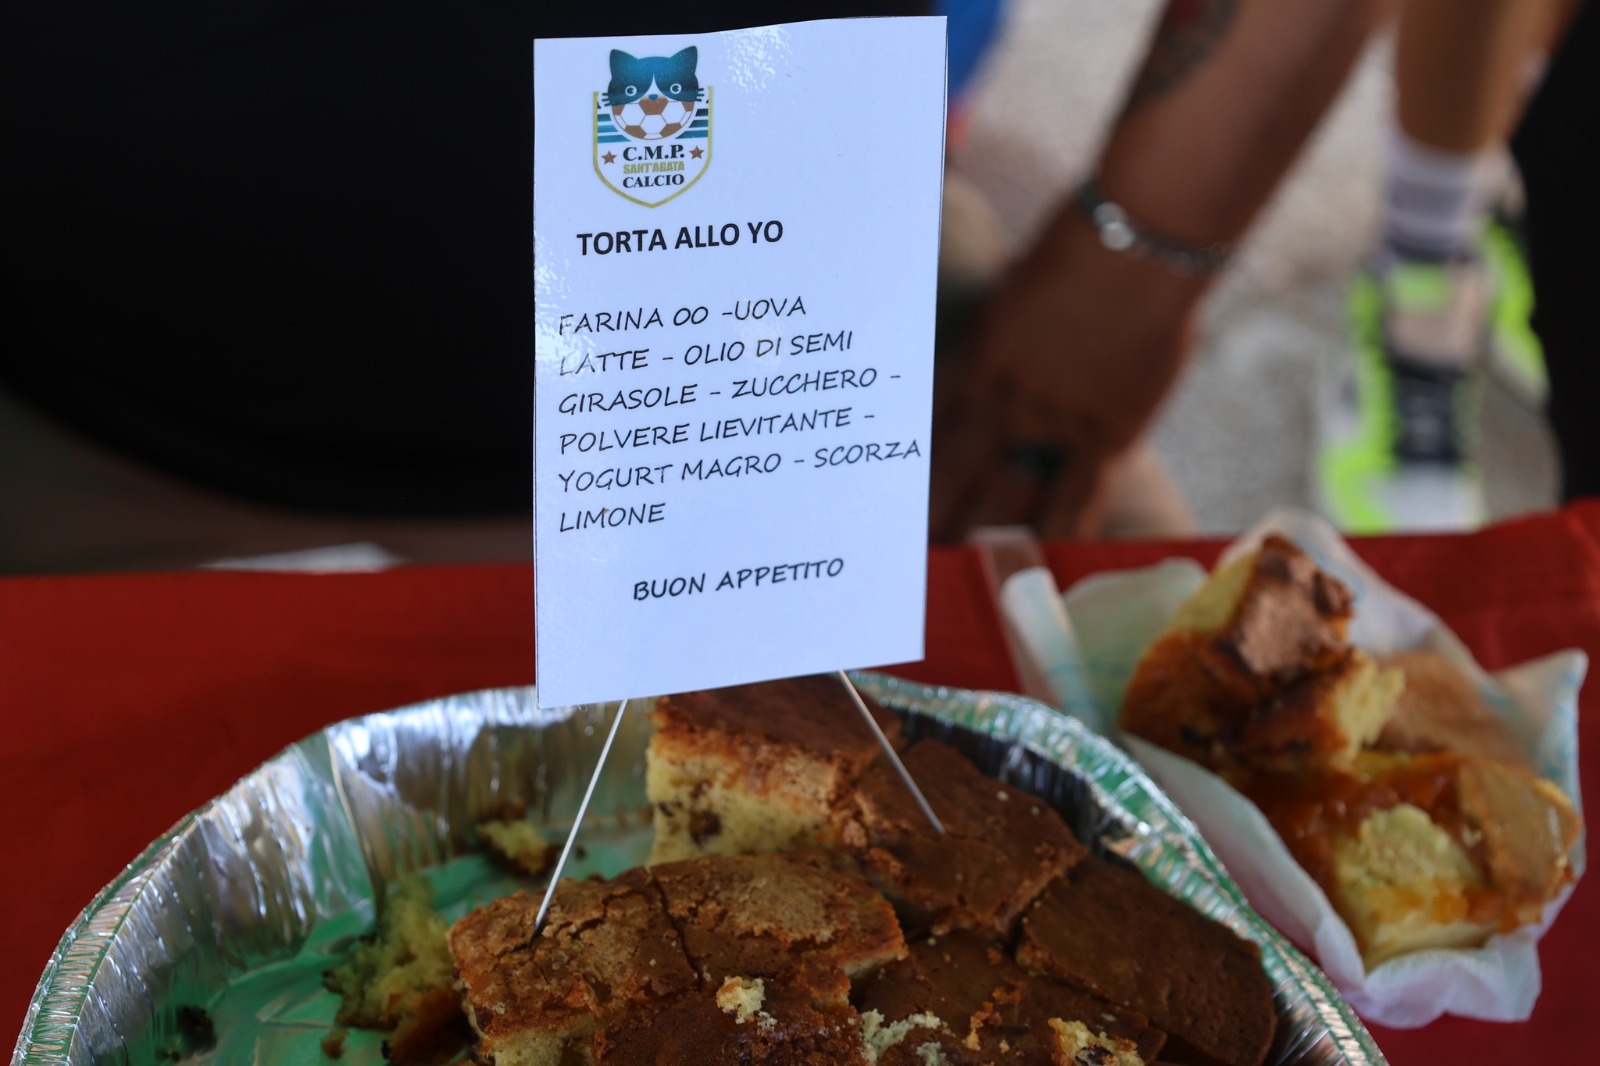 C.M.P.
SANT'AGATA
CALCIO
TORTA ALLO YO
FARINA 00 -UOVA
LATTE - OLIO DI SEMI
GIRASOLE - ZUCCHERO -
POLVERE LIEVITANTE -
YOGURT MAGRO - SCORZA
LIMONE
BUON APPETITO